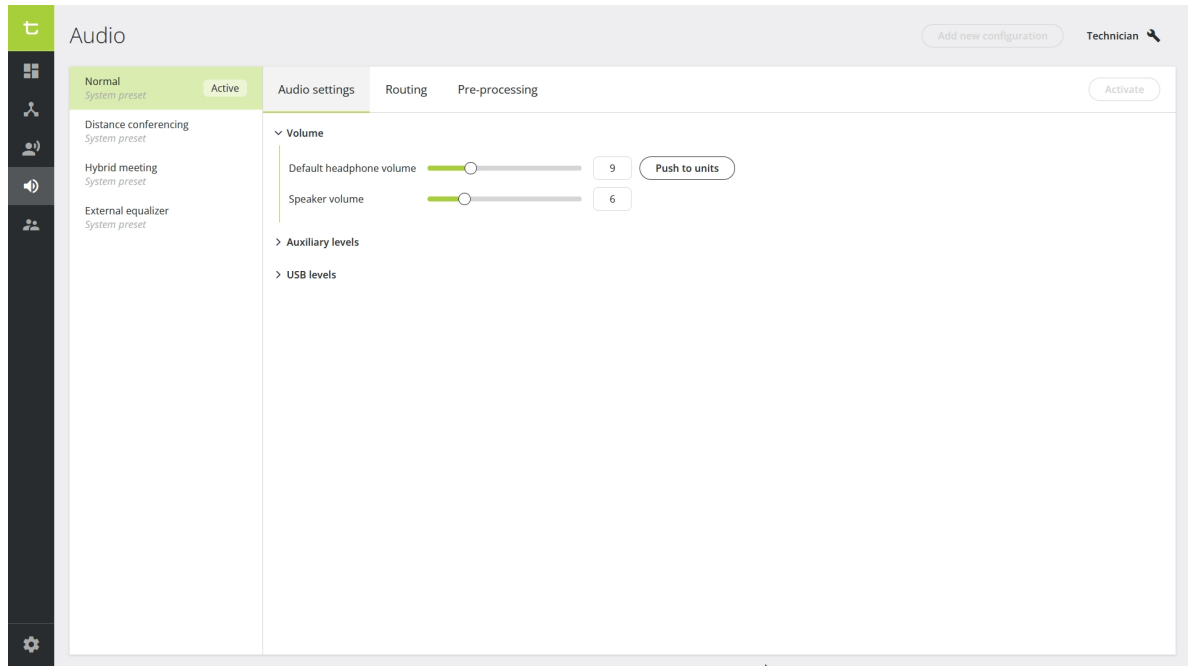 Audio
Add new configuration
Technician
Normal
System preset
Active
Distance conferencing
System preset
Hybrid meeting
System preset
External equalizer
System preset
Audio settings
Routing
Pre-processing
Activate
Volume
Default headphone volume
9
Push to units
Speaker volume
6
Auxiliary levels
USB levels